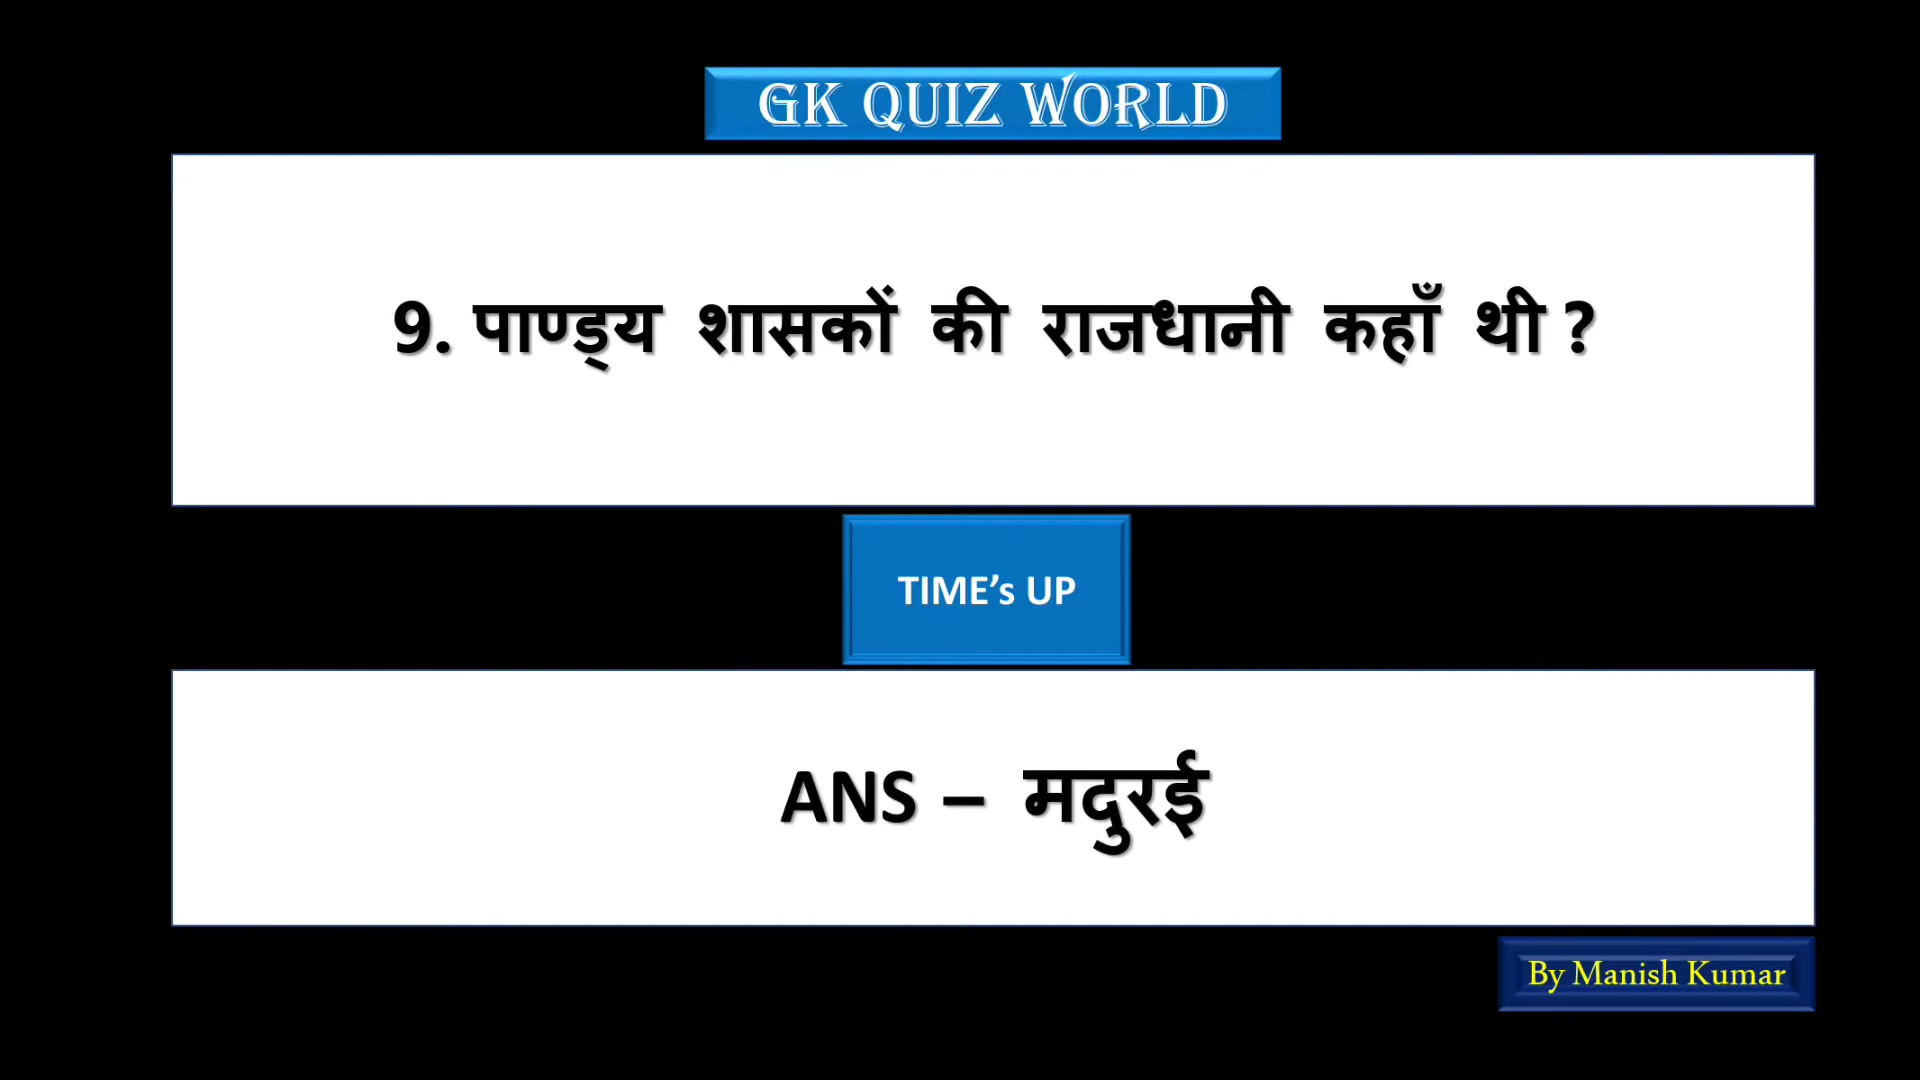 GK QUIZ WORLD
9. पाण्ड्य शासकों की राजधानी कहाँ थी ?
TIME’s UP
ANS – मदुरई
By Manish Kumar